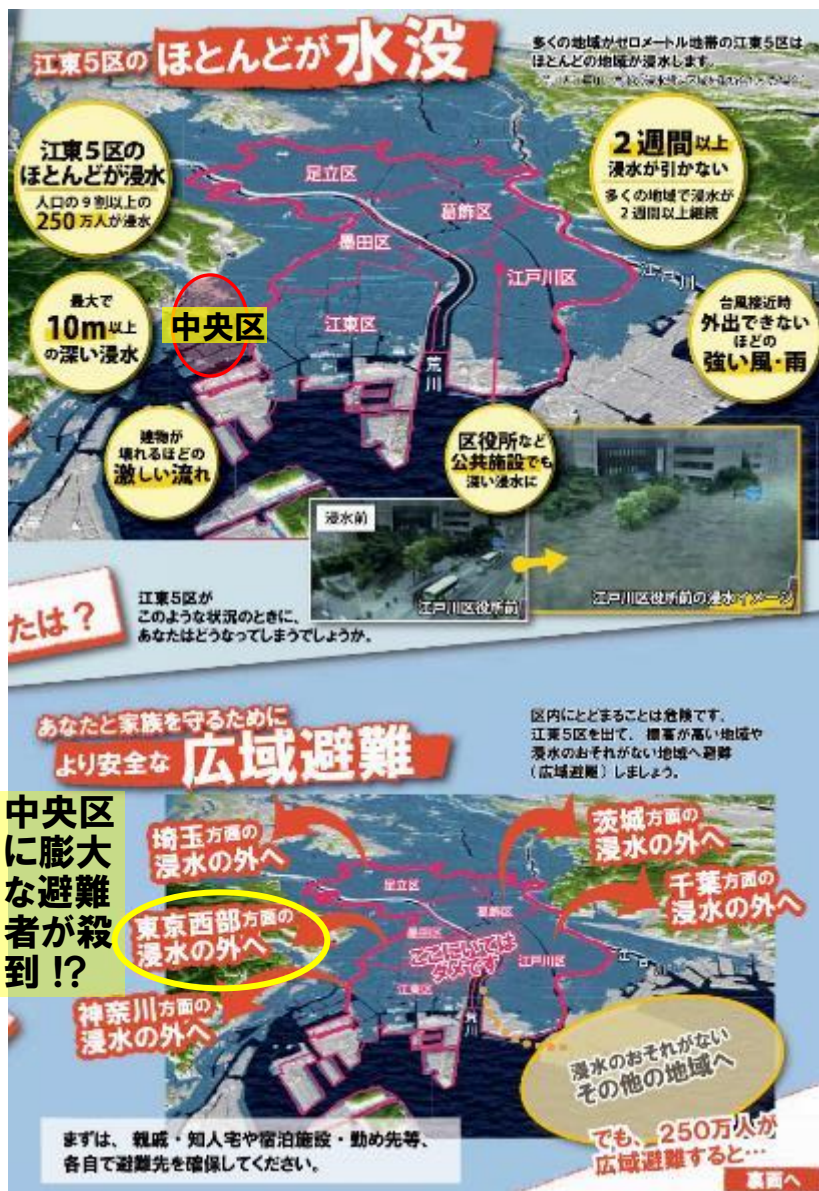 江東5区の ほとんどが 水没
多くの地域がゼロメートル地帯の江東5区は
ほとんどの地域が浸水します。
江東5区の
ほとんどが浸水
人口の9割以上の
250万人が浸水
2週間以上
浸水が引かない
多くの地域で浸水が
2週間以上継続
足立区
葛飾区
墨田区
江戸川区
江戸川
江東区
荒川
中央区
最大で
10m以上
の深い浸水
台風接近時
外出できない
ほどの
強い風・雨
建物が
壊れるほどの
激しい流れ
区役所など
公共施設でも
深い浸水に
浸水前
江戸川区役所前
江戸川区役所前の浸水イメージ
たは？
江東5区が
このような状況のときに、
あなたはどうなってしまうでしょうか。
あなたと家族を守るために
より安全な 広域避難
区内にとどまることは危険です。
江東5区を出て、標高が高い地域や
浸水のおそれがない地域へ避難
（広域避難）しましょう。
中央区
に膨大
な避難
者が殺
到 !?
埼玉方面の
浸水の外へ
茨城方面の
浸水の外へ
千葉方面の
浸水の外へ
東京西部方面の
浸水の外へ
神奈川方面の
浸水の外へ
足立区
葛飾区
墨田区
ここにいては
ダメです
江戸川区
江東区
荒川
浸水のおそれがない
その他の地域へ
まずは、親戚・知人宅や宿泊施設・勤め先等、
各自で避難先を確保してください。
でも、250万人が
広域避難すると…
裏面へ